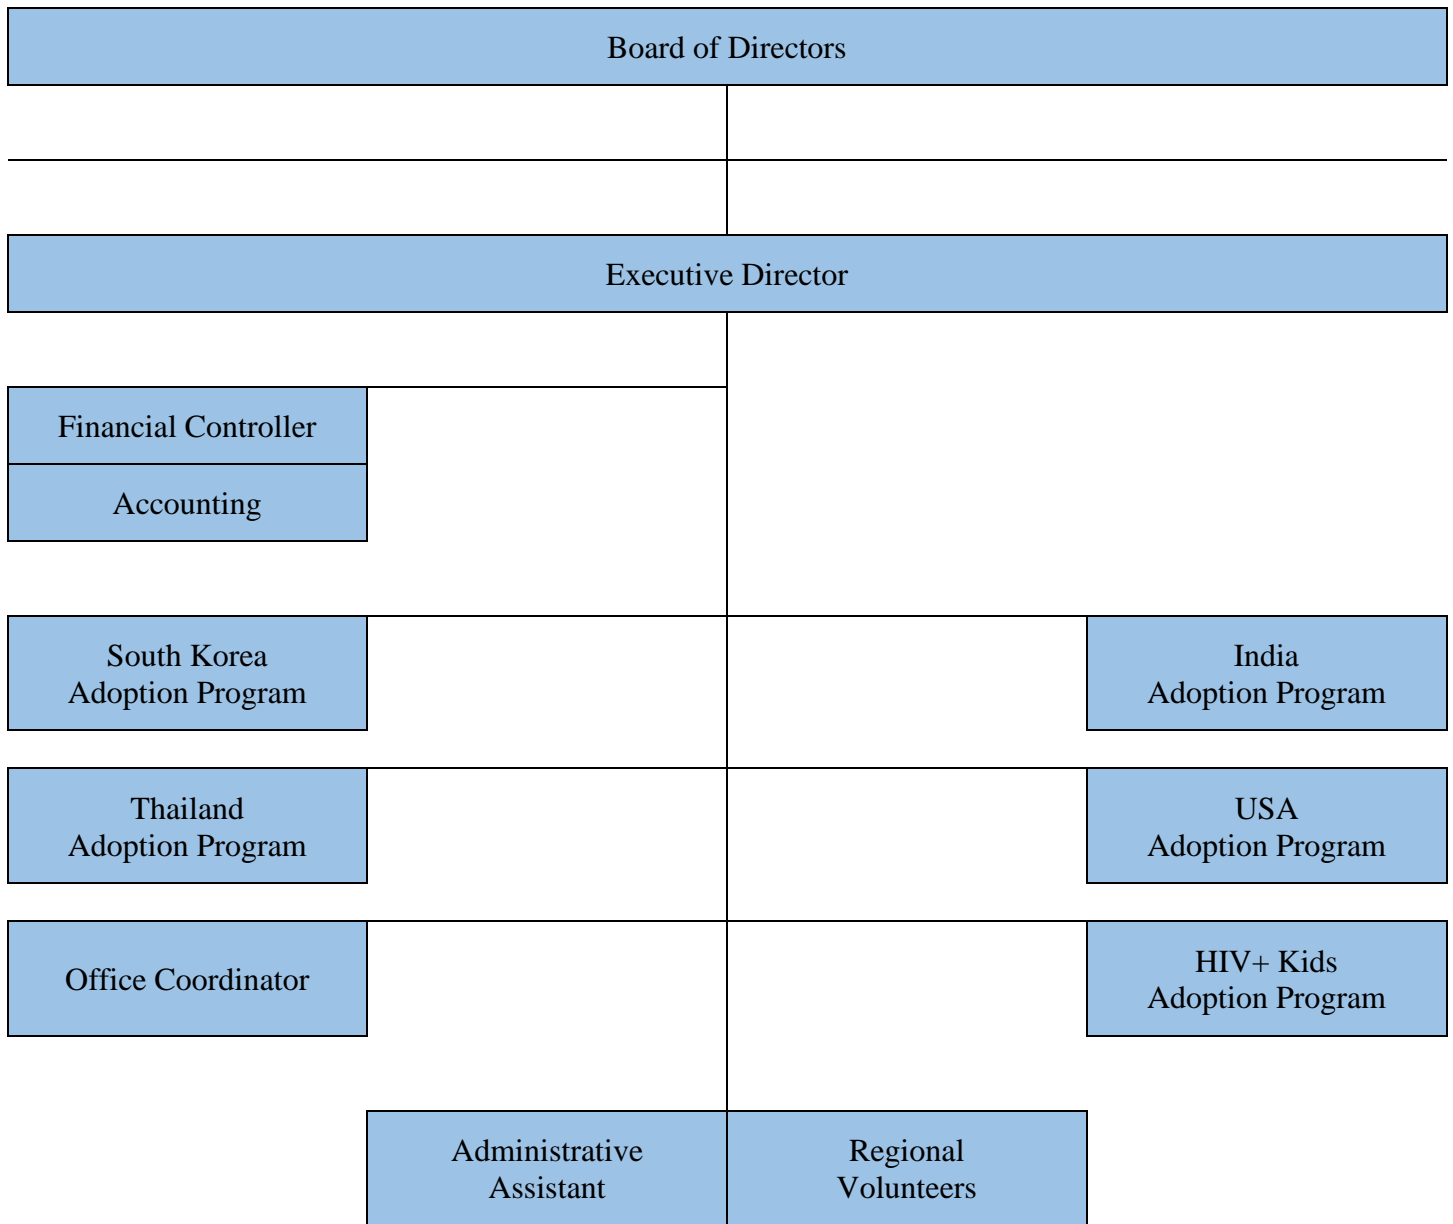 Board of Directors
Executive Director
Financial Controller
Accounting
South Korea
Adoption Program
India
Adoption Program
Thailand
Adoption Program
USA
Adoption Program
Office Coordinator
HIV+ Kids
Adoption Program
Administrative
Assistant
Regional
Volunteers